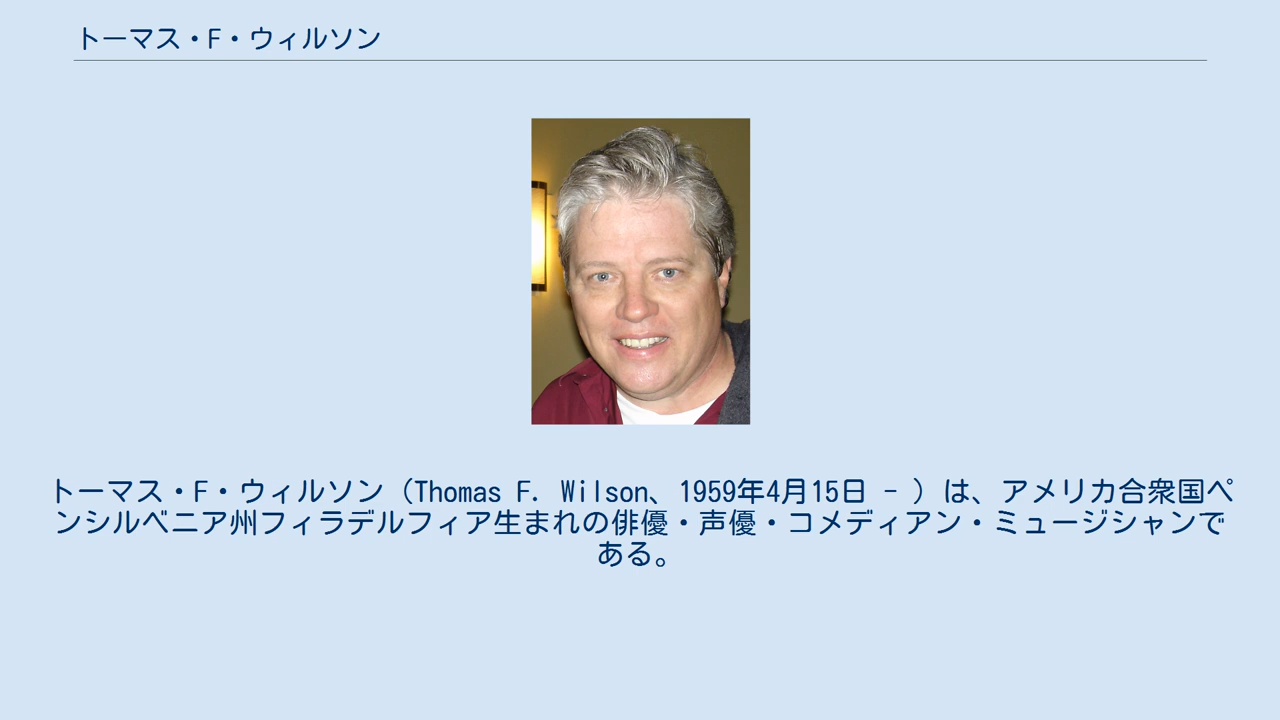 トーマス・F・ウィルソン
トーマス・F・ウィルソン（Thomas F. Wilson、1959年4月15日 - ）は、アメリカ合衆国ペ
ンシルベニア州フィラデルフィア生まれの俳優・声優・コメディアン・ミュージシャンで
ある。